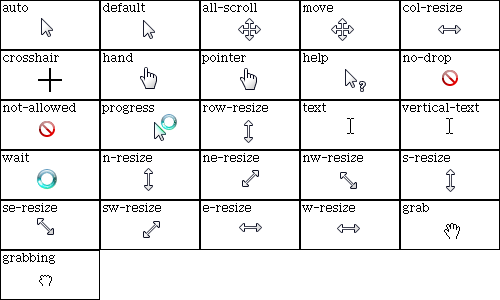 auto default all-scroll move col-resize
croshair hand pointer help no-drop
not-allowed progress row-resize text vertical-text
wait n-resize ne-resize nw-resize s-resize
se-resize sw-resize e-resize w-resize grab
grabbing